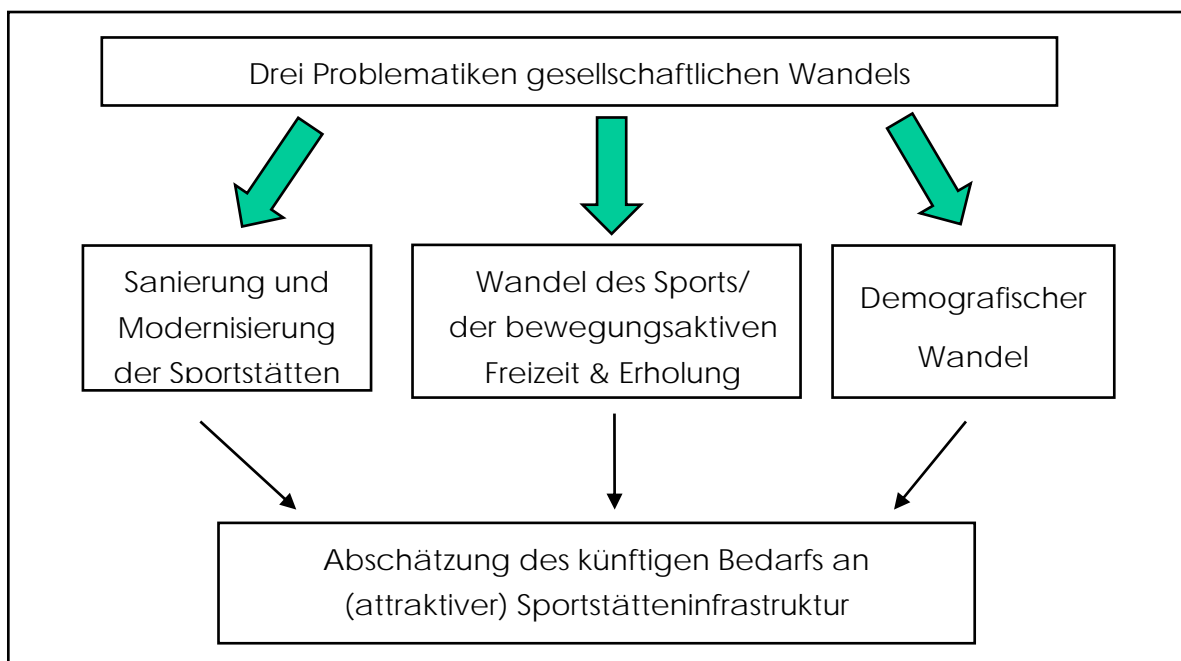 Drei Problematiken gesellschaftlichen Wandels
Sanierung und
Modernisierung
der Sportstätten
Wandel des Sports/
der bewegungsaktiven
Freizeit & Erholung
Demografischer
Wandel
Abschätzung des künftigen Bedarfs an
(attraktiver) Sportstätteninfrastruktur